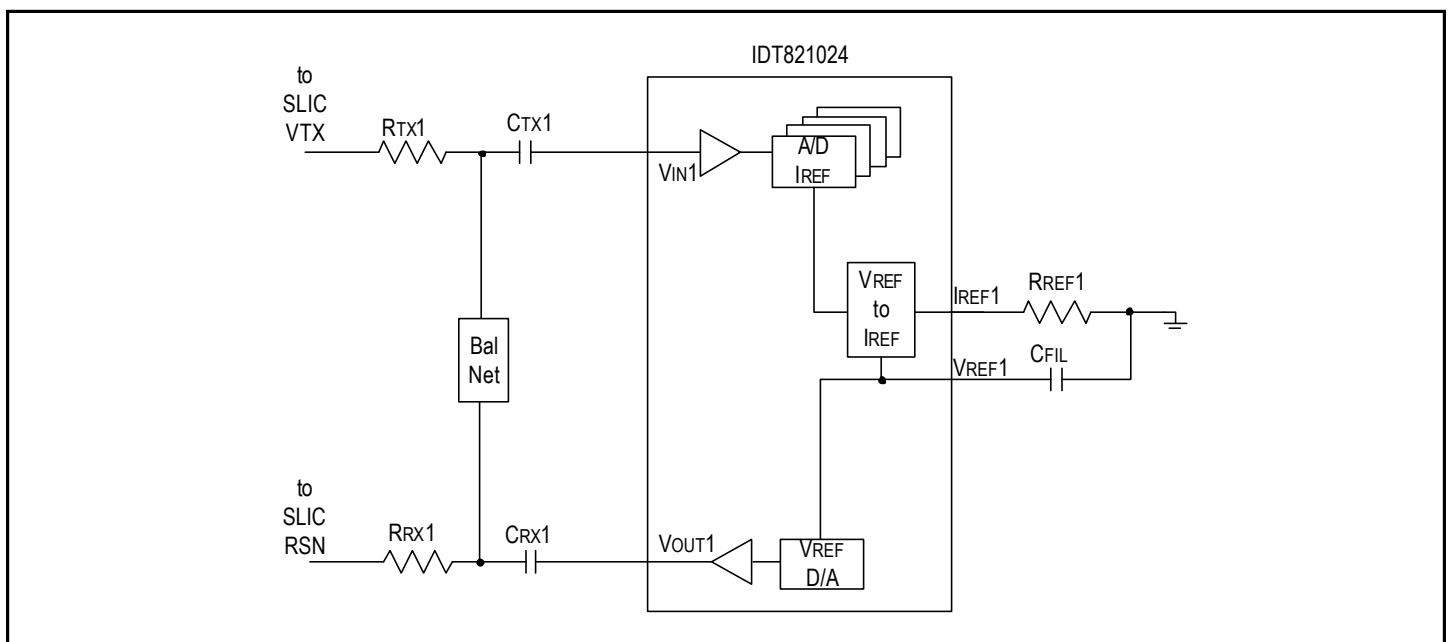 IDT821024
to
SLIC
VTX
RTX1
CTX1
VIN1
A/D
IREF
VREF
to
IREF
IREF1
RREF1
CFIL
VREF1
Bal
Net
to
SLIC
RSN
RRX1
CRX1
VOUT1
VREF
D/A